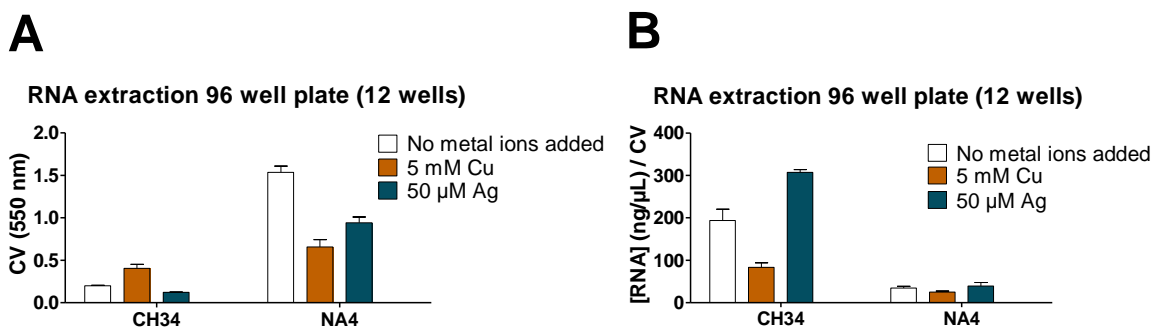 A
RNA extraction 96 well plate (12 wells)
CV (550 nm)
2.0
1.5
1.0
0.5
0.0
No metal ions added
5 mM Cu
50 µM Ag
CH34
NA4
B
RNA extraction 96 well plate (12 wells)
[RNA] (ng/µL) / CV
400
300
200
100
0
No metal ions added
5 mM Cu
50 µM Ag
CH34
NA4